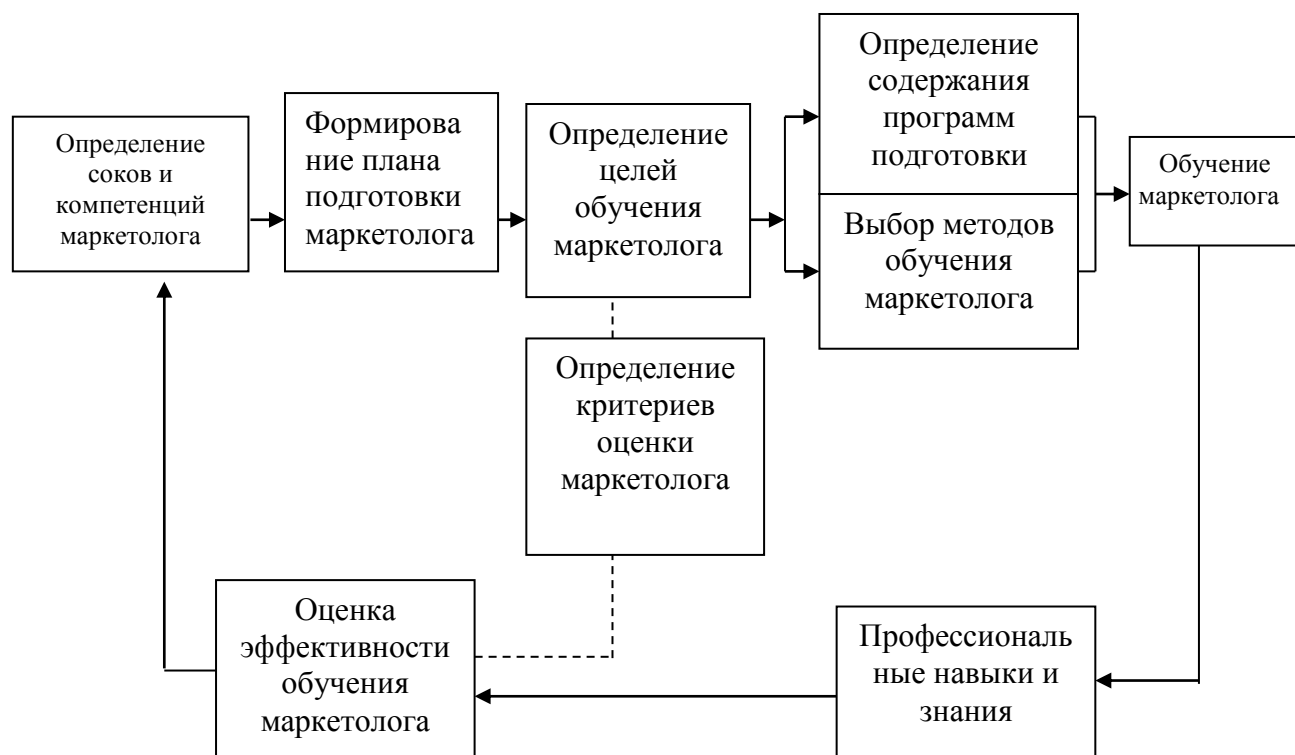 Определение
соков и
компетенций
маркетолога
Формирова
ние плана
подготовки
маркетолога
Определение
целей
обучения
маркетолога
Определение
содержания
программ
подготовки
Выбор методов
обучения
маркетолога
Обучение
маркетолога
Определение
критериев
оценки
маркетолога
Оценка
эффективности
обучения
маркетолога
Профессиональ
ные навыки и
знания